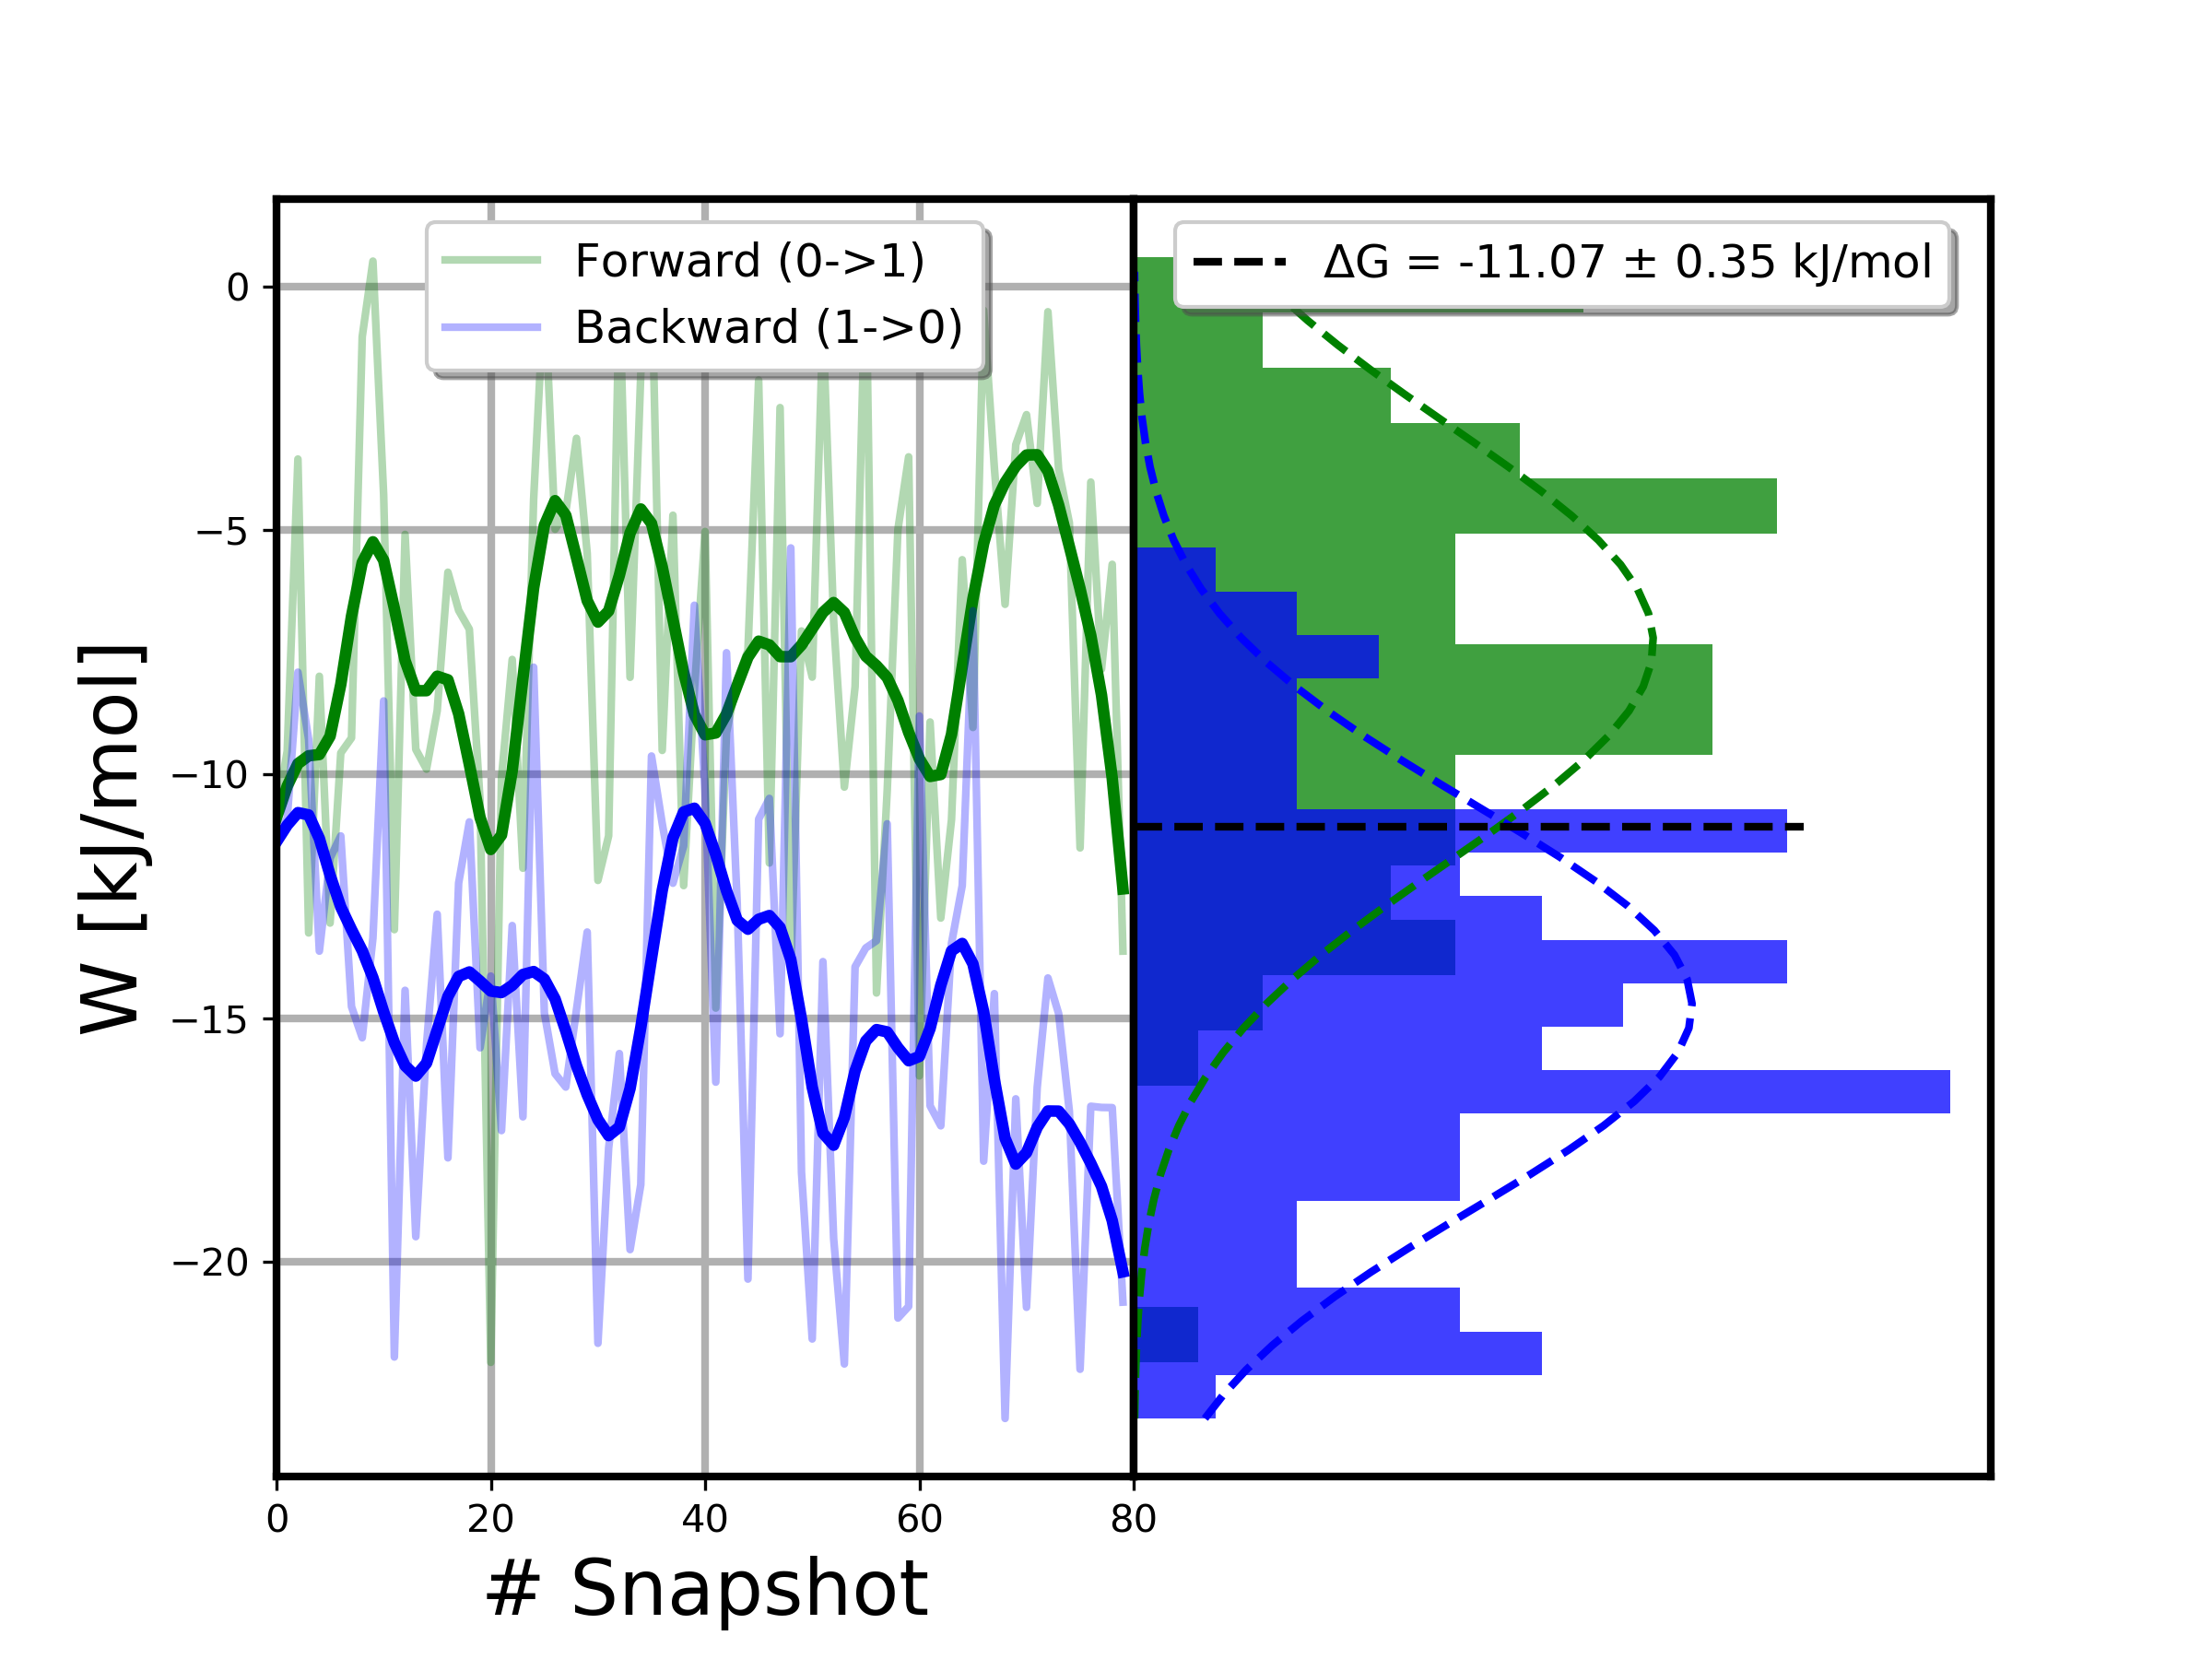 Forward (0->1)
Backward (1->0)
ΔG = -11.07 ± 0.35 kJ/mol
W [kJ/mol]
0
−5
−10
−15
−20
0 20 40 60 80
# Snapshot